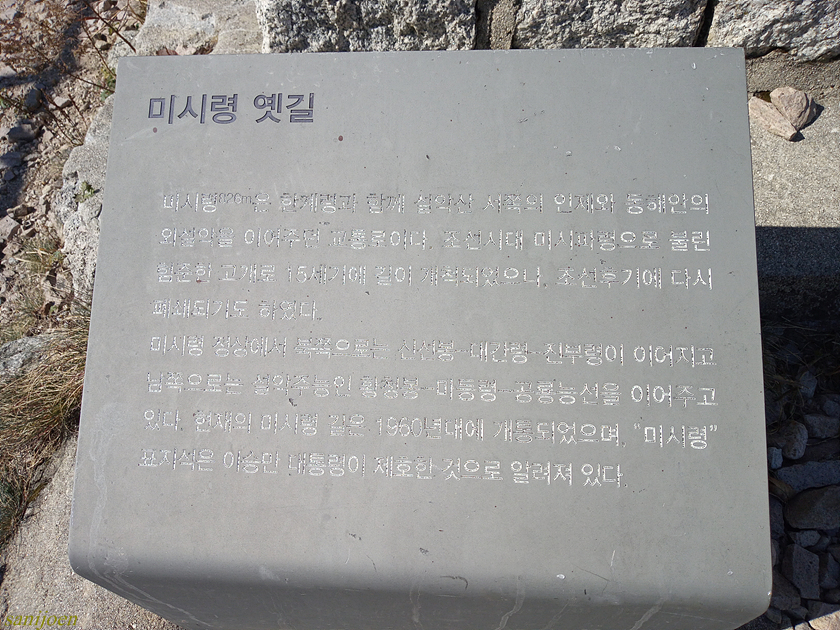 미시령 옛길
미시령820m은 한계령과 함께 설악산 서쪽의 인제와 동해안의
외설악을 이어주던 교통로이다. 조선시대 미시파령으로 불린
험준한 고개로 15세기에 길이 개척되었으나, 조선후기에 다시
폐쇄되기도 하였다.
미시령 정상에서 북쪽으로는 신선봉-대간령-진부령이 이어지고
남쪽으로는 설악주능인 황철봉-마등령-공룡능선을 이어주고
있다. 현재의 미시령 길은 1960년대에 개통되었으며, "미시령"
표지석은 이승만 대통령이 제호한 것으로 알려져 있다.
sanijoen